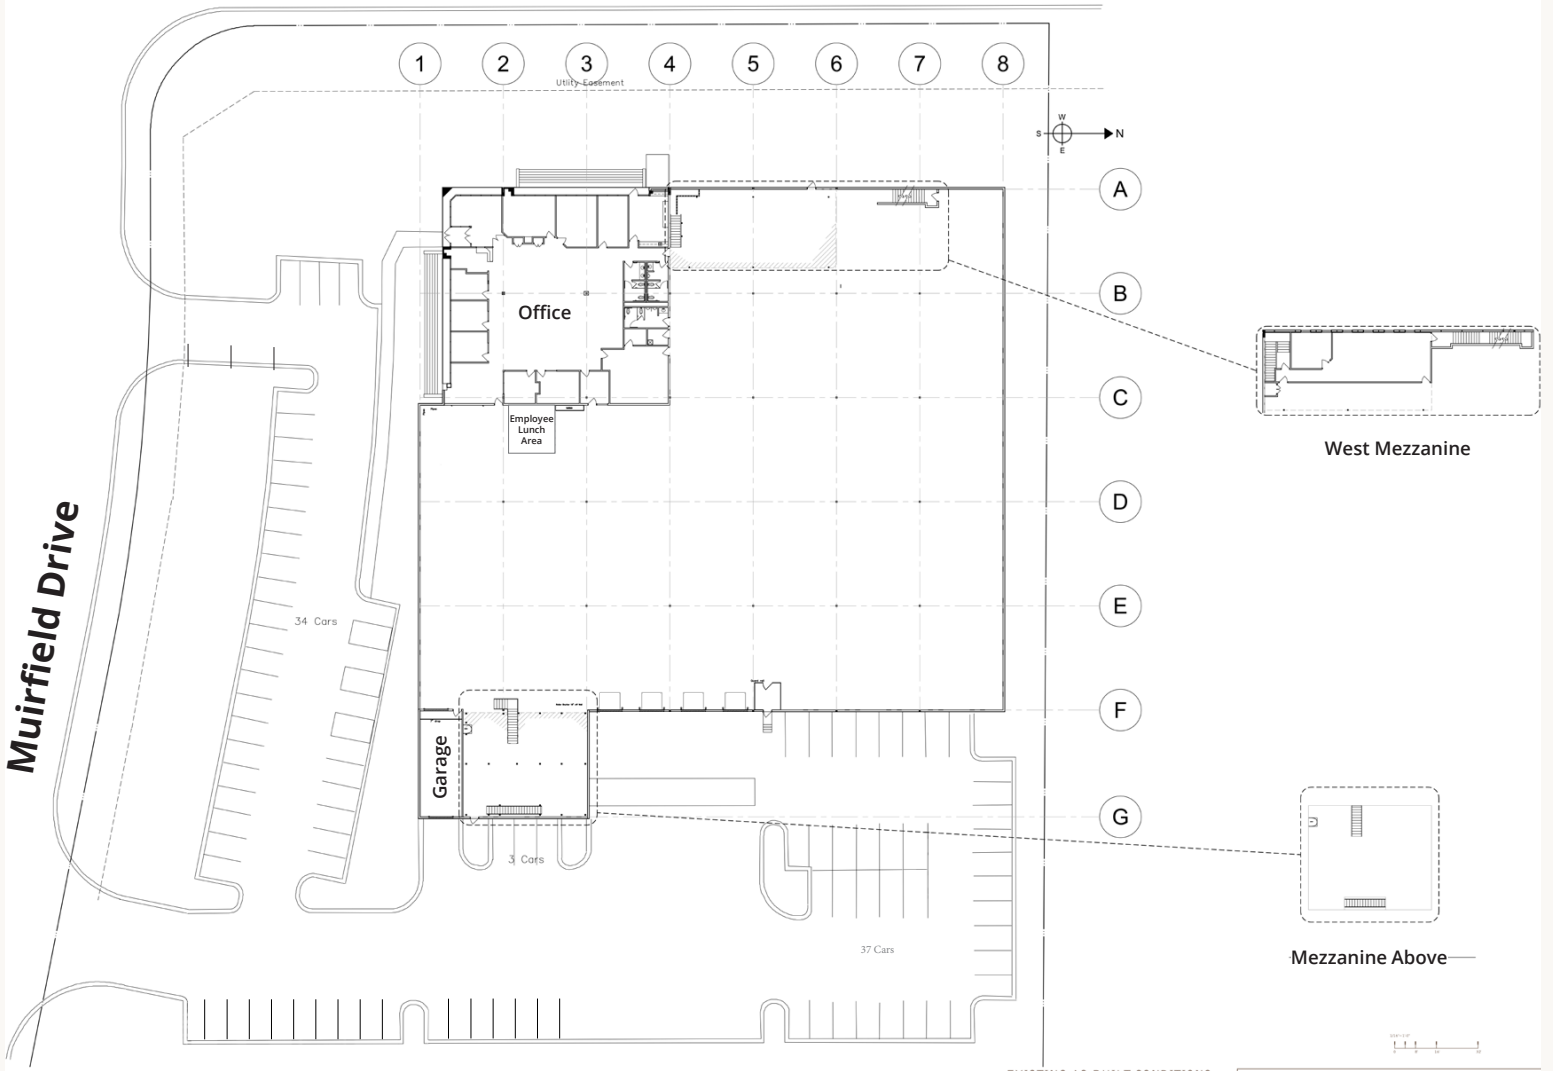 1 2 3 4 5 6 7 8
Utility Easement
W
S N
E
A
B
Office
C
Employee
Lunch
Area
West Mezzanine
D
Muirfield Drive
E
34 Cars
F
Garage
G
3 Cars
37 Cars
Mezzanine Above